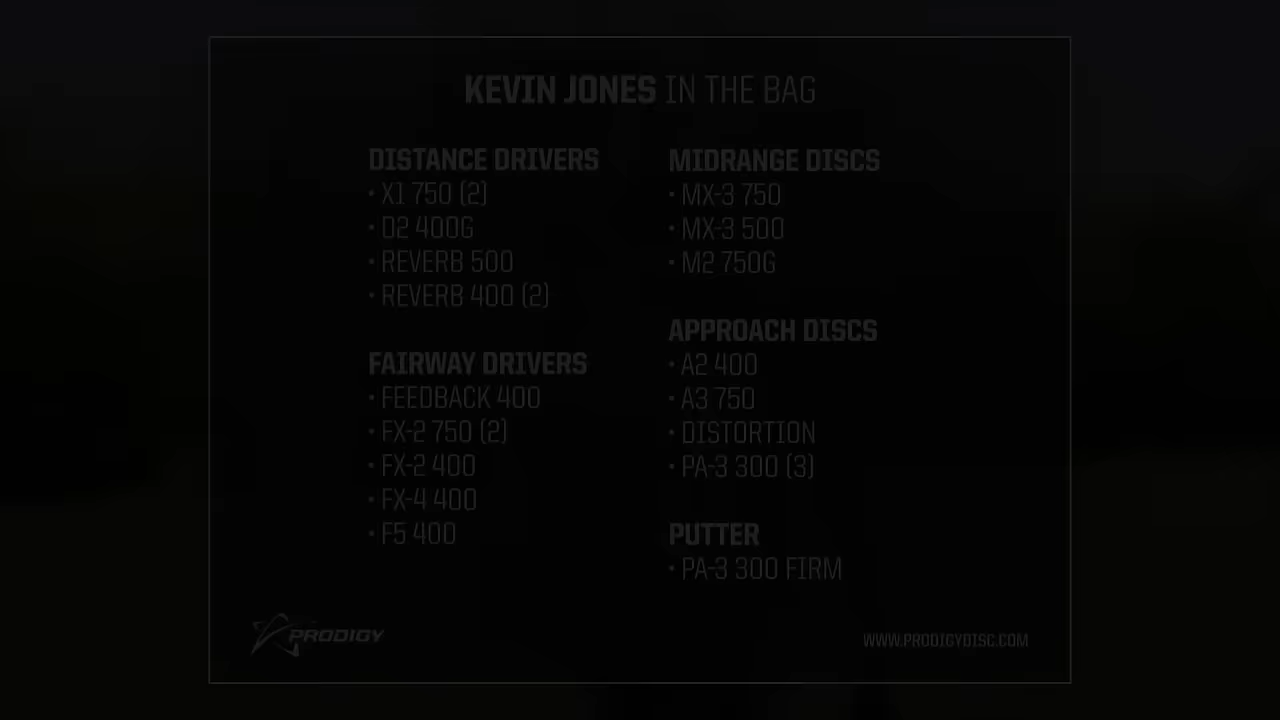 KEVIN JONES IN THE BAG
DISTANCE DRIVERS
• X1 750 (2)
• D2 400G
• REVERB 500
• REVERB 400 (2)
FAIRWAY DRIVERS
• FEEDBACK 400
• FX-2 750 (2)
• FX-2 400
• FX-4 400
• F5 400
MIDRANGE DISCS
• MX-3 750
• MX-3 500
• M2 750G
APPROACH DISCS
• A2 400
• A3 750
• DISTORTION
• PA-3 300 (3)
PUTTER
• PA-3 300 FIRM
PRODIGY
WWW.PRODIGYDISC.COM